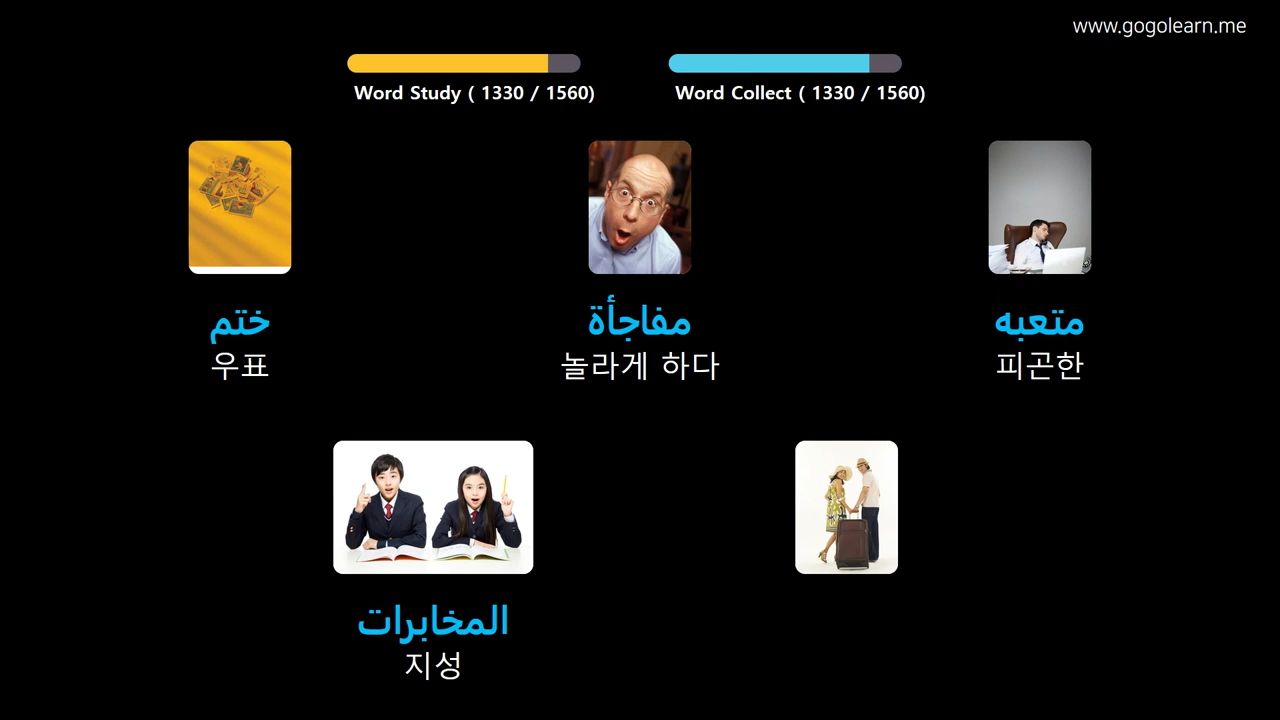 www.gogolearn.me
Word Study ( 1330 / 1560)
Word Collect ( 1330 / 1560)
ختم
우표
مفاجأة
놀라게 하다
متعبه
피곤한
المخابرات
지성